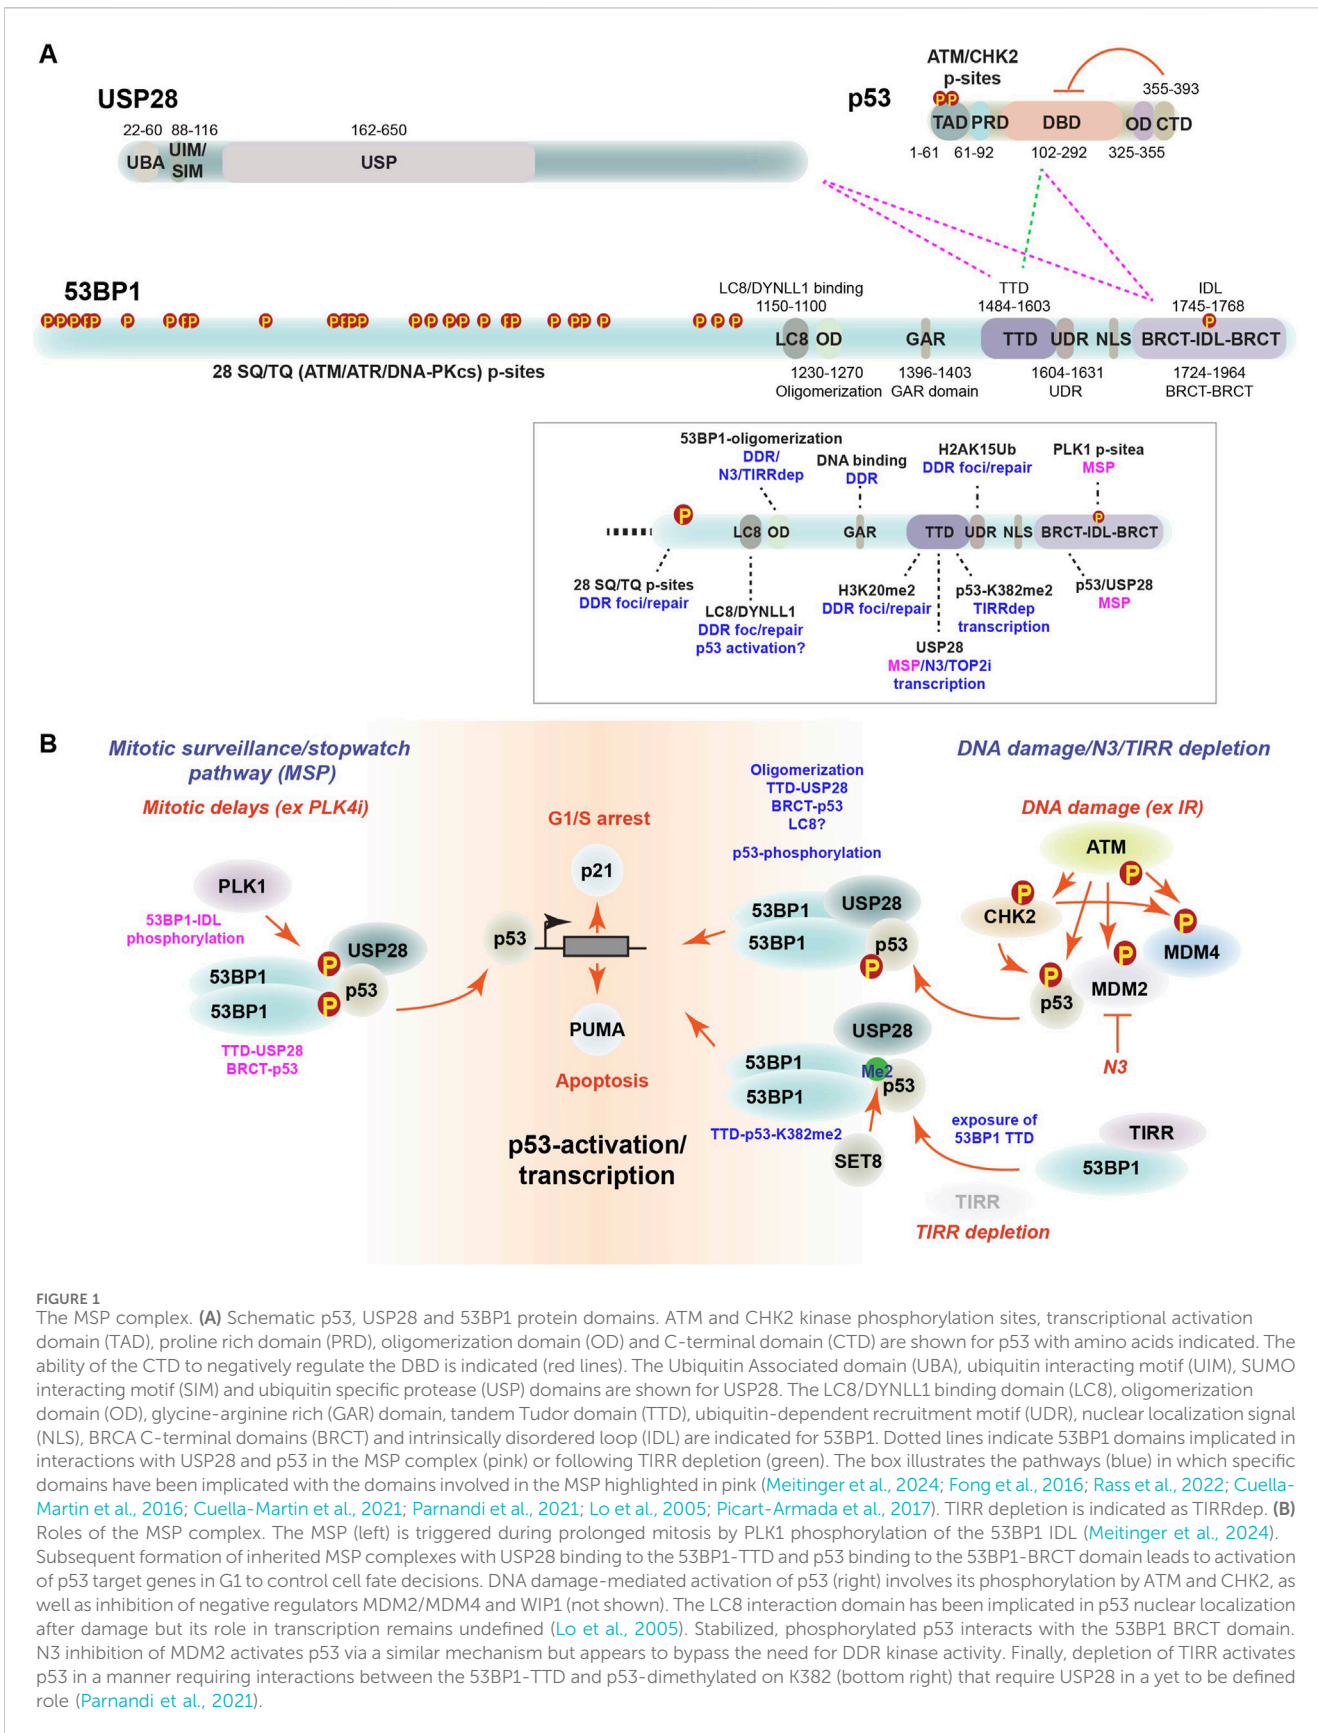 A
USP28
22-60 88-116 162-650
UBA UIM/SIM USP
p53
ATM/CHK2
p-sites
355-393
P P
TAD PRD DBD OD CTD
1-61 61-92 102-292 325-355
53BP1
LC8/DYNLL1 binding
1150-1100
TTD
1484-1603
IDL
1745-1768
P P P P P P P P P P P P P P P P P P P P P P P P P P P P P
LC8 OD GAR TTD UDR NLS BRCT-IDL-BRCT
28 SQ/TQ (ATM/ATR/DNA-PKcs) p-sites
1230-1270
Oligomerization
1396-1403
GAR domain
1604-1631
UDR
1724-1964
BRCT-BRCT
53BP1-oligomerization
DDR/
N3/TIRRdep
DNA binding
DDR
H2AK15Ub
DDR foci/repair
PLK1 p-sitea
MSP
P P
LC8 OD GAR TTD UDR NLS BRCT-IDL-BRCT
28 SQ/TQ p-sites
DDR foci/repair
LC8/DYNLL1
DDR foc/repair
p53 activation?
H3K20me2
DDR foci/repair
USP28
MSP/N3/TOP2i
transcription
p53-K382me2
TIRRdep
transcription
p53/USP28
MSP
B
Mitotic surveillance/stopwatch
pathway (MSP)
Mitotic delays (ex PLK4i)
PLK1
53BP1-IDL
phosphorylation
P
P
USP28
53BP1
p53
53BP1
TTD-USP28
BRCT-p53
G1/S arrest
p21
p53
PUMA
Apoptosis
p53-activation/
transcription
Oligomerization
TTD-USP28
BRCT-p53
LC8?
p53-phosphorylation
USP28
53BP1
53BP1
p53
P
USP28
53BP1
Me2
p53
53BP1
TTD-p53-K382me2
SET8
DNA damage/N3/TIRR depletion
DNA damage (ex IR)
ATM
P
P
CHK2
P
MDM4
P
P
MDM2
p53
N3
exposure of
53BP1 TTD
TIRR
53BP1
TIRR
TIRR depletion
FIGURE 1
The MSP complex. (A) Schematic p53, USP28 and 53BP1 protein domains. ATM and CHK2 kinase phosphorylation sites, transcriptional activation
domain (TAD), proline rich domain (PRD), oligomerization domain (OD) and C-terminal domain (CTD) are shown for p53 with amino acids indicated. The
ability of the CTD to negatively regulate the DBD is indicated (red lines). The Ubiquitin Associated domain (UBA), ubiquitin interacting motif (UIM), SUMO
interacting motif (SIM) and ubiquitin specific protease (USP) domains are shown for USP28. The LC8/DYNLL1 binding domain (LC8), oligomerization
domain (OD), glycine-arginine rich (GAR) domain, tandem Tudor domain (TTD), ubiquitin-dependent recruitment motif (UDR), nuclear localization signal
(NLS), BRCA C-terminal domains (BRCT) and intrinsically disordered loop (IDL) are indicated for 53BP1. Dotted lines indicate 53BP1 domains implicated in
interactions with USP28 and p53 in the MSP complex (pink) or following TIRR depletion (green). The box illustrates the pathways (blue) in which specific
domains have been implicated with the domains involved in the MSP highlighted in pink (Meitinger et al., 2024; Fong et al., 2016; Rass et al., 2022; Cuella-
Martin et al., 2016; Cuella-Martin et al., 2021; Parnandi et al., 2021; Lo et al., 2005; Picart-Armada et al., 2017). TIRR depletion is indicated as TIRRdep. (B)
Roles of the MSP complex. The MSP (left) is triggered during prolonged mitosis by PLK1 phosphorylation of the 53BP1 IDL (Meitinger et al., 2024).
Subsequent formation of inherited MSP complexes with USP28 binding to the 53BP1-TTD and p53 binding to the 53BP1-BRCT domain leads to activation
of p53 target genes in G1 to control cell fate decisions. DNA damage-mediated activation of p53 (right) involves its phosphorylation by ATM and CHK2, as
well as inhibition of negative regulators MDM2/MDM4 and WIP1 (not shown). The LC8 interaction domain has been implicated in p53 nuclear localization
after damage but its role in transcription remains undefined (Lo et al., 2005). Stabilized, phosphorylated p53 interacts with the 53BP1 BRCT domain.
N3 inhibition of MDM2 activates p53 via a similar mechanism but appears to bypass the need for DDR kinase activity. Finally, depletion of TIRR activates
p53 in a manner requiring interactions between the 53BP1-TTD and p53-dimethylated on K382 (bottom right) that require USP28 in a yet to be defined
role (Parnandi et al., 2021).